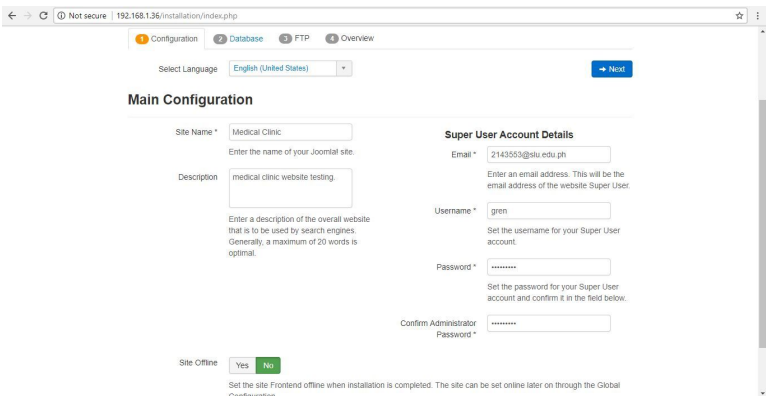 Not secure | 192.168.1.36/installation/index.php
1 Configuration 2 Database 3 FTP 4 Overview
Select Language English (United States)
Next
Main Configuration
Site Name * Medical Clinic
Enter the name of your Joomla! site.
Description medical clinic website testing.
Enter a description of the overall website
that is to be used by search engines.
Generally, a maximum of 20 words is
optimal.
Super User Account Details
Email * 2143553@slu.edu.ph
Enter an email address. This will be the
email address of the website Super User.
Username * gren
Set the username for your Super User
account.
Password * •••••••••
Set the password for your Super User
account and confirm it in the field below.
Confirm Administrator
Password * •••••••••
Site Offline Yes No
Set the site Frontend offline when installation is completed. The site can be set online later on through the Global
Configuration.